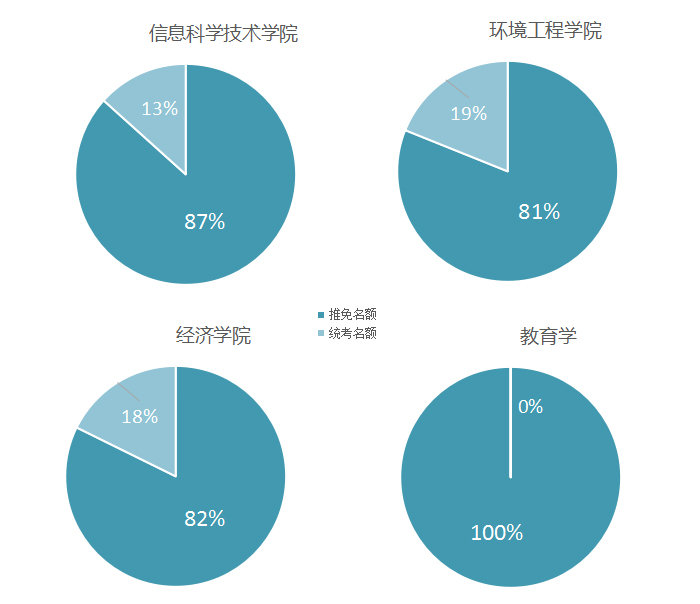 信息科学技术学院
环境工程学院
13%
87%
19%
81%
推免名额
统考名额
经济学院
教育学
18%
82%
0%
100%